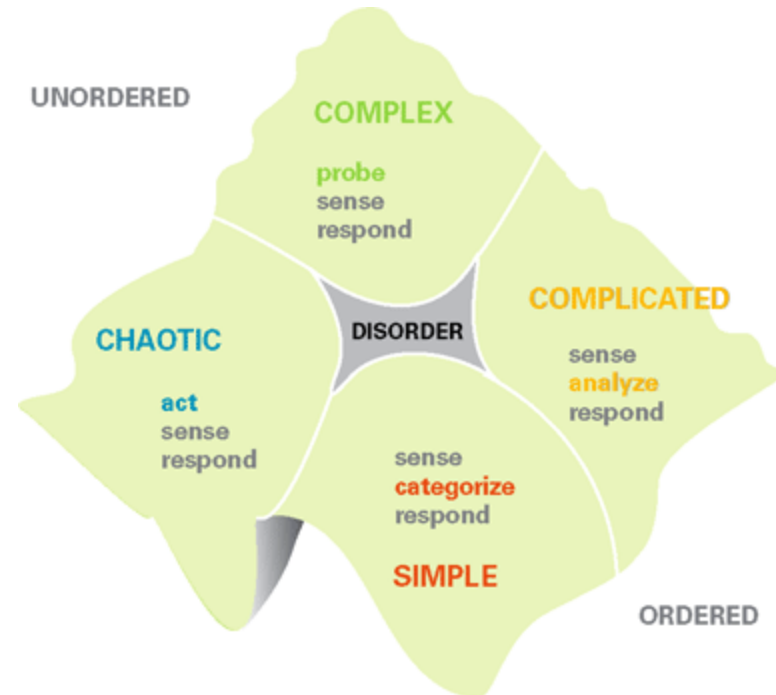 UNORDERED
COMPLEX
probe
sense
respond
COMPLICATED
sense
analyze
respond
CHAOTIC
act
sense
respond
DISORDER
sense
categorize
respond
SIMPLE
ORDERED